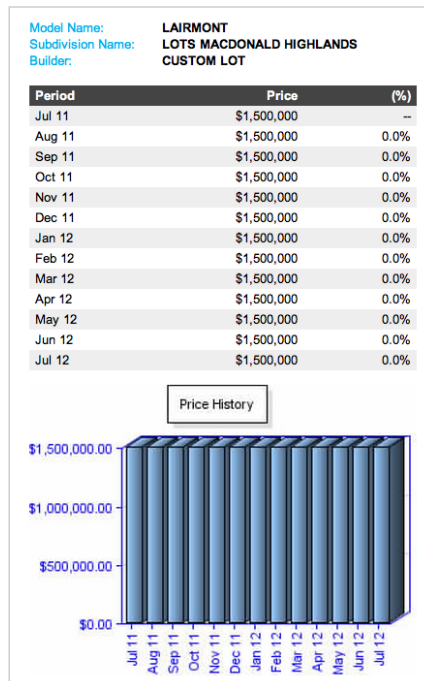 Model Name: LAIRMONT
Subdivision Name: LOTS MACDONALD HIGHLANDS
Builder: CUSTOM LOT
Period Price (%)
Jul 11 $1,500,000 --
Aug 11 $1,500,000 0.0%
Sep 11 $1,500,000 0.0%
Oct 11 $1,500,000 0.0%
Nov 11 $1,500,000 0.0%
Dec 11 $1,500,000 0.0%
Jan 12 $1,500,000 0.0%
Feb 12 $1,500,000 0.0%
Mar 12 $1,500,000 0.0%
Apr 12 $1,500,000 0.0%
May 12 $1,500,000 0.0%
Jun 12 $1,500,000 0.0%
Jul 12 $1,500,000 0.0%
Price History
$1,500,000.00
$1,000,000.00
$500,000.00
$0.00
Jul 11 Aug 11 Sep 11 Oct 11 Nov 11 Dec 11 Jan 12 Feb 12 Mar 12 Apr 12 May 12 Jun 12 Jul 12